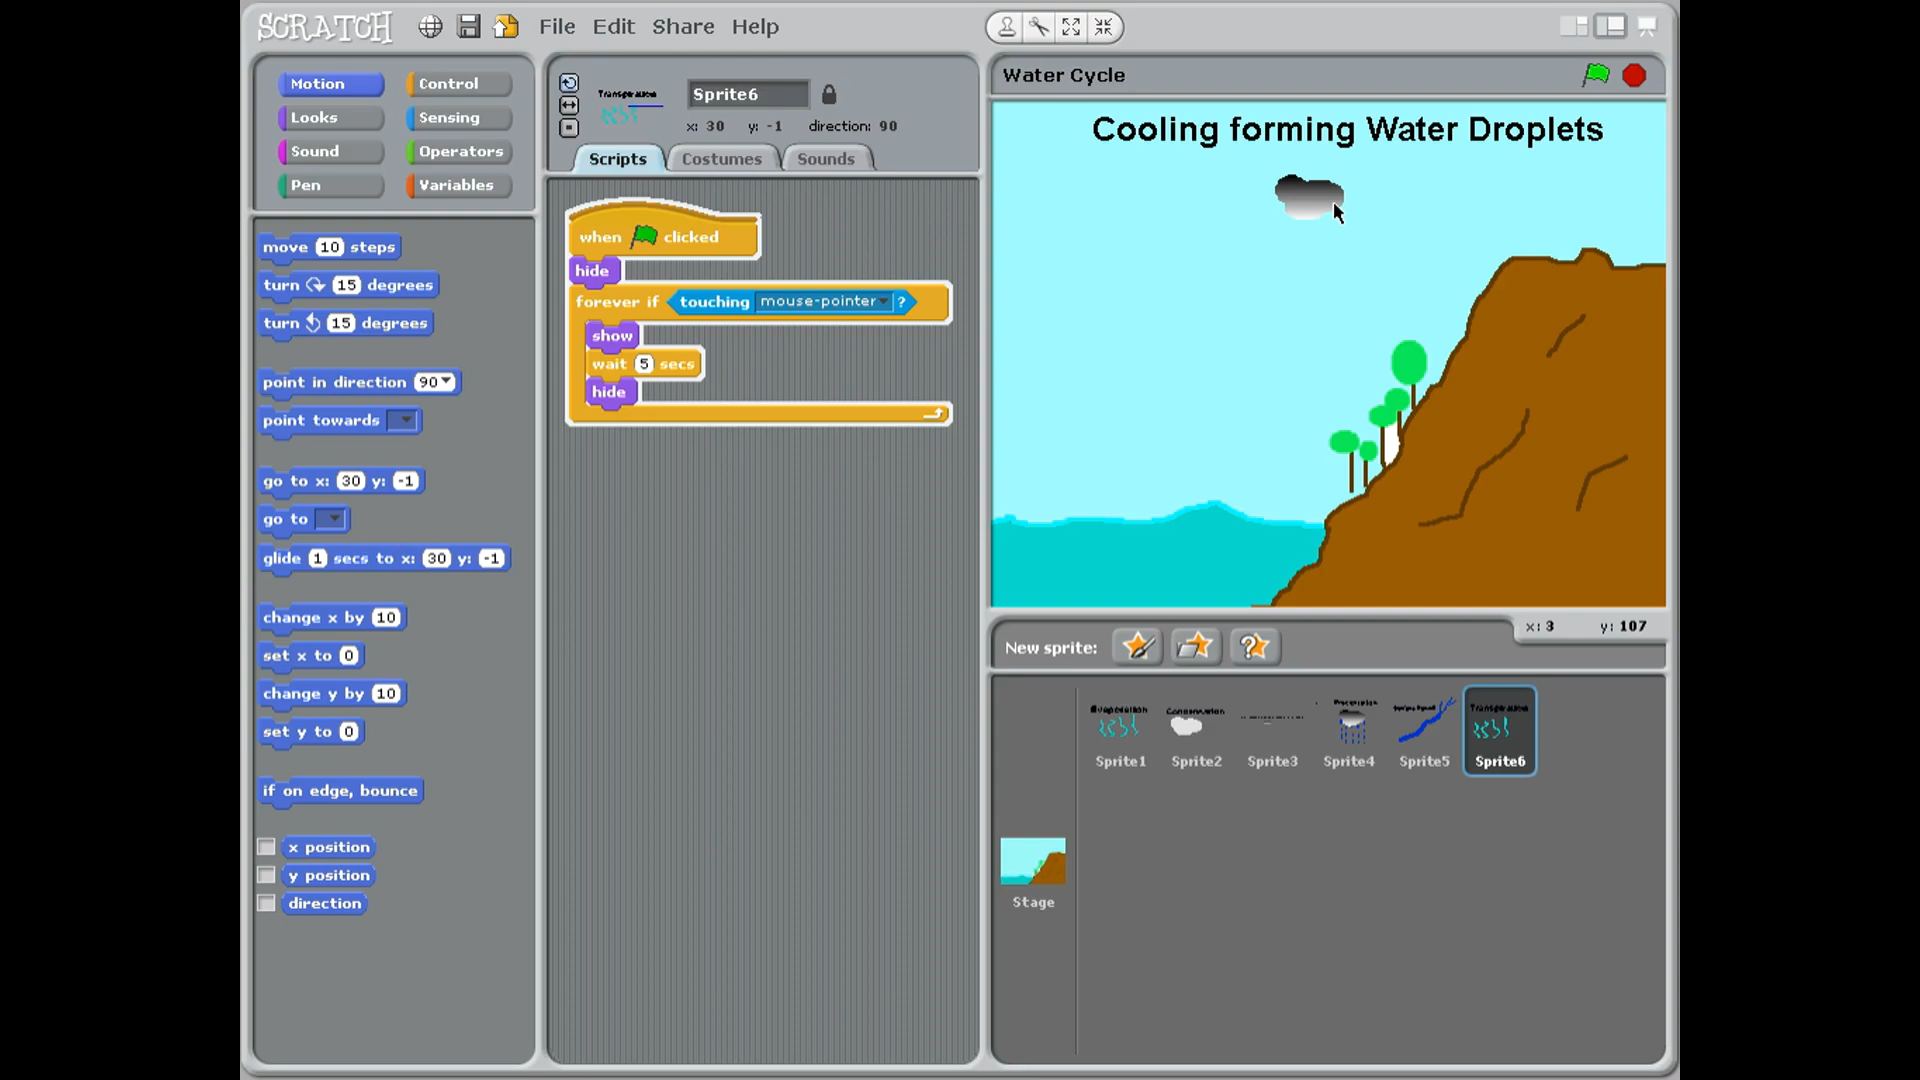 SCRATCH File Edit Share Help
Motion Control
Looks Sensing
Sound Operators
Pen Variables
move 10 steps
turn 15 degrees
turn 15 degrees
point in direction 90
point towards
go to x: 30 y: -1
go to
glide 1 secs to x: 30 y: -1
change x by 10
set x to 0
change y by 10
set y to 0
if on edge, bounce
x position
y position
direction
Transpiration
Sprite6
x: 30 y: -1 direction: 90
Scripts Costumes Sounds
when clicked
hide
forever if touching mouse-pointer ?
show
wait 5 secs
hide
Water Cycle
Cooling forming Water Droplets
x: 3 y: 107
New sprite:
Evaporation Condensation Precipitation Transpiration
Sprite1 Sprite2 Sprite3 Sprite4 Sprite5 Sprite6
Stage